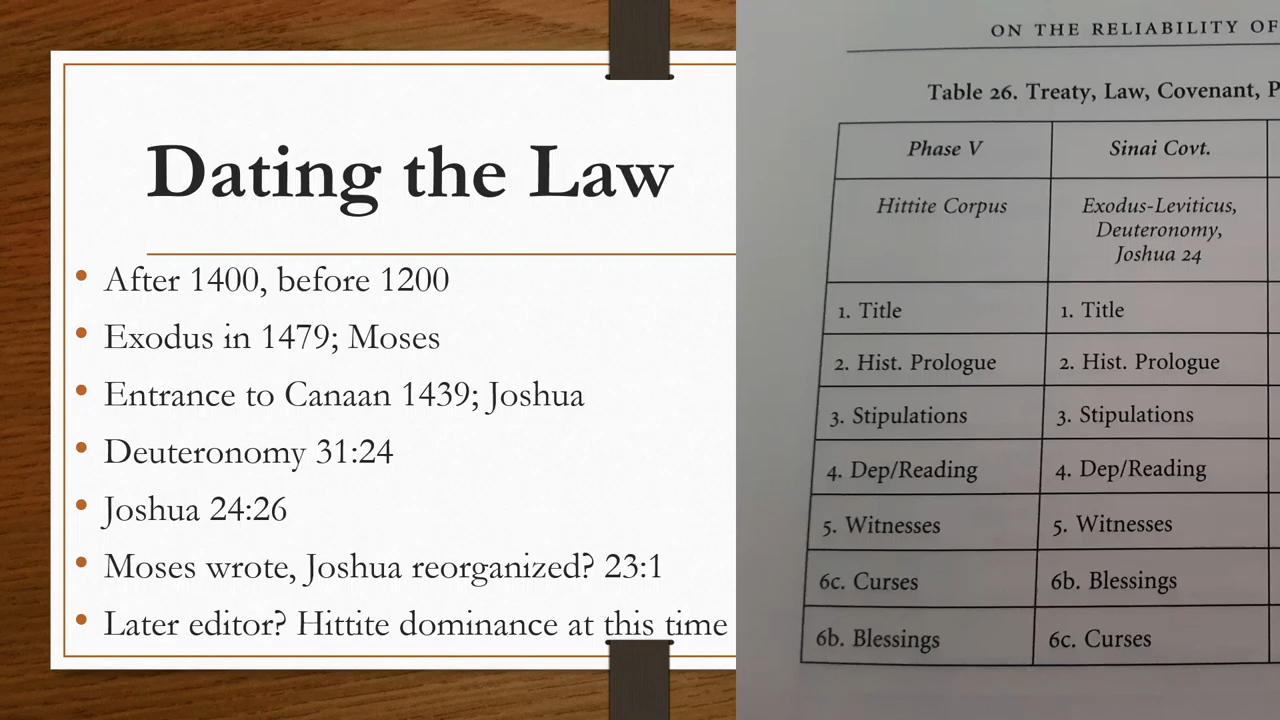 Dating the Law
• After 1400, before 1200
• Exodus in 1479; Moses
• Entrance to Canaan 1439; Joshua
• Deuteronomy 31:24
• Joshua 24:26
• Moses wrote, Joshua reorganized? 23:1
• Later editor? Hittite dominance at this time
ON THE RELIABILITY OF
Table 26. Treaty, Law, Covenant, P
Phase V
Sinai Covt.
Hittite Corpus
Exodus-Leviticus,
Deuteronomy,
Joshua 24
1. Title
1. Title
2. Hist. Prologue
2. Hist. Prologue
3. Stipulations
3. Stipulations
4. Dep/Reading
4. Dep/Reading
5. Witnesses
5. Witnesses
6c. Curses
6b. Blessings
6b. Blessings
6c. Curses